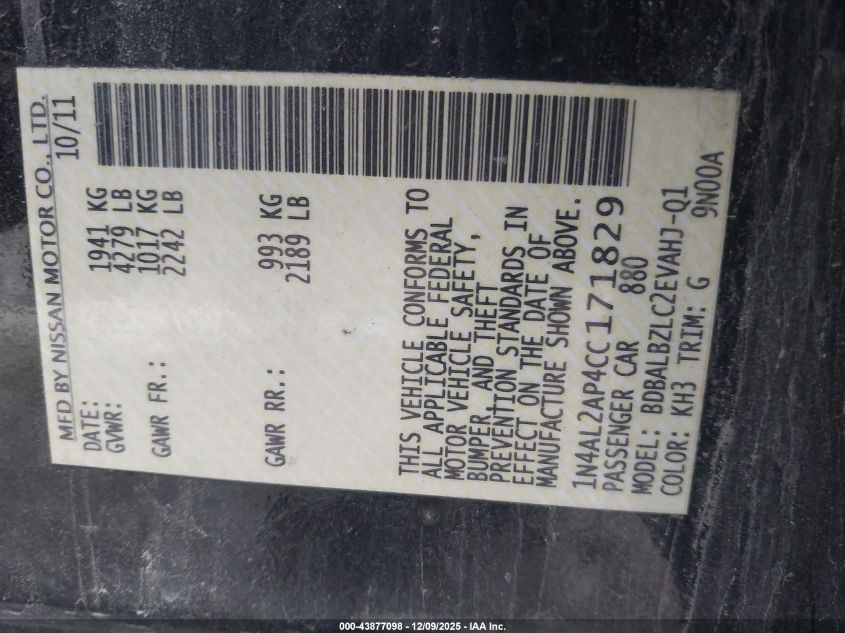 MFD BY NISSAN MOTOR CO., LTD.
DATE: 10/11
GVWR: 1941 KG
4279 LB
GAWR FR.: 1017 KG
2242 LB
GAWR RR.: 993 KG
2189 LB
THIS VEHICLE CONFORMS TO
ALL APPLICABLE FEDERAL
MOTOR VEHICLE SAFETY,
BUMPER, AND THEFT
PREVENTION STANDARDS IN
EFFECT ON THE DATE OF
MANUFACTURE SHOWN ABOVE.
1N4AL2AP4CC171829
PASSENGER CAR 880
MODEL: BDBALBZLC2EVAHJ-Q1
COLOR: KH3 TRIM: G 9N00A
000-43877098 - 12/09/2025 - IAA Inc.